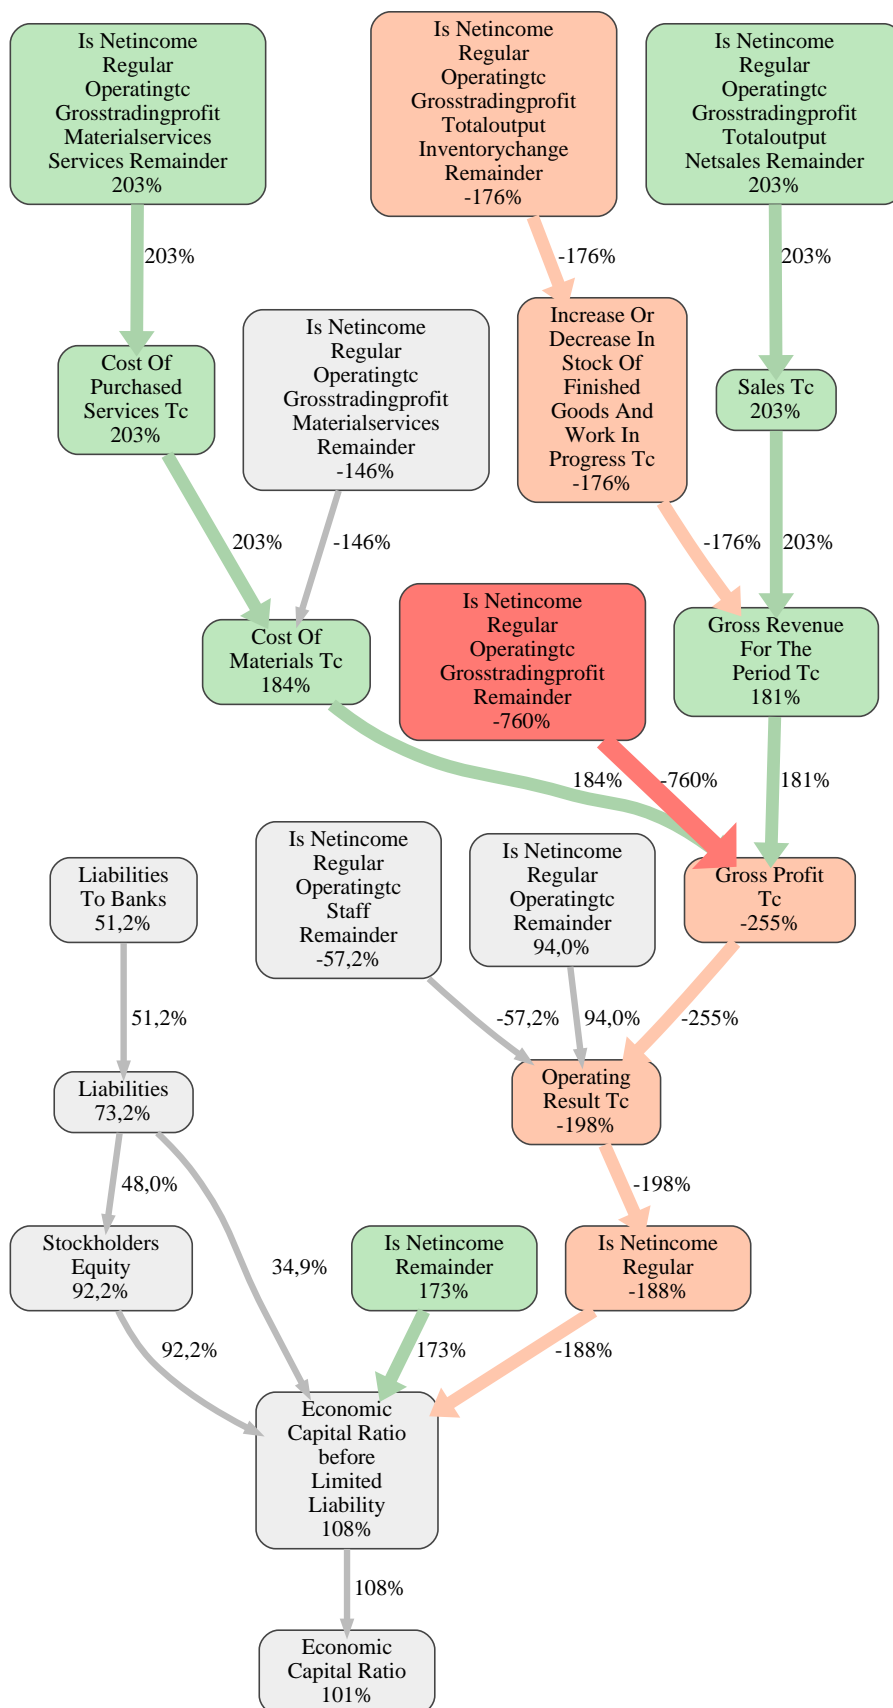 Is Netincome
Regular
Operatingtc
Grosstradingprofit
Materialservices
Services Remainder
203%
Is Netincome
Regular
Operatingtc
Grosstradingprofit
Totaloutput
Inventorychange
Remainder
-176%
Is Netincome
Regular
Operatingtc
Grosstradingprofit
Totaloutput
Netsales Remainder
203%
203%
-176%
203%
Cost Of
Purchased
Services Tc
203%
Is Netincome
Regular
Operatingtc
Grosstradingprofit
Materialservices
Remainder
-146%
Increase Or
Decrease In
Stock Of
Finished
Goods And
Work In
Progress Tc
-176%
Sales Tc
203%
203%
-146%
-176%
203%
Cost Of
Materials Tc
184%
Is Netincome
Regular
Operatingtc
Grosstradingprofit
Remainder
-760%
Gross Revenue
For The
Period Tc
181%
184%
-760%
181%
Liabilities
To Banks
51,2%
Is Netincome
Regular
Operatingtc
Staff
Remainder
-57,2%
Is Netincome
Regular
Operatingtc
Remainder
94,0%
Gross Profit
Tc
-255%
51,2%
-57,2%
94,0%
-255%
Liabilities
73,2%
Operating
Result Tc
-198%
48,0%
34,9%
-198%
Stockholders
Equity
92,2%
Is Netincome
Remainder
173%
Is Netincome
Regular
-188%
92,2%
173%
-188%
Economic
Capital Ratio
before
Limited
Liability
108%
108%
Economic
Capital Ratio
101%